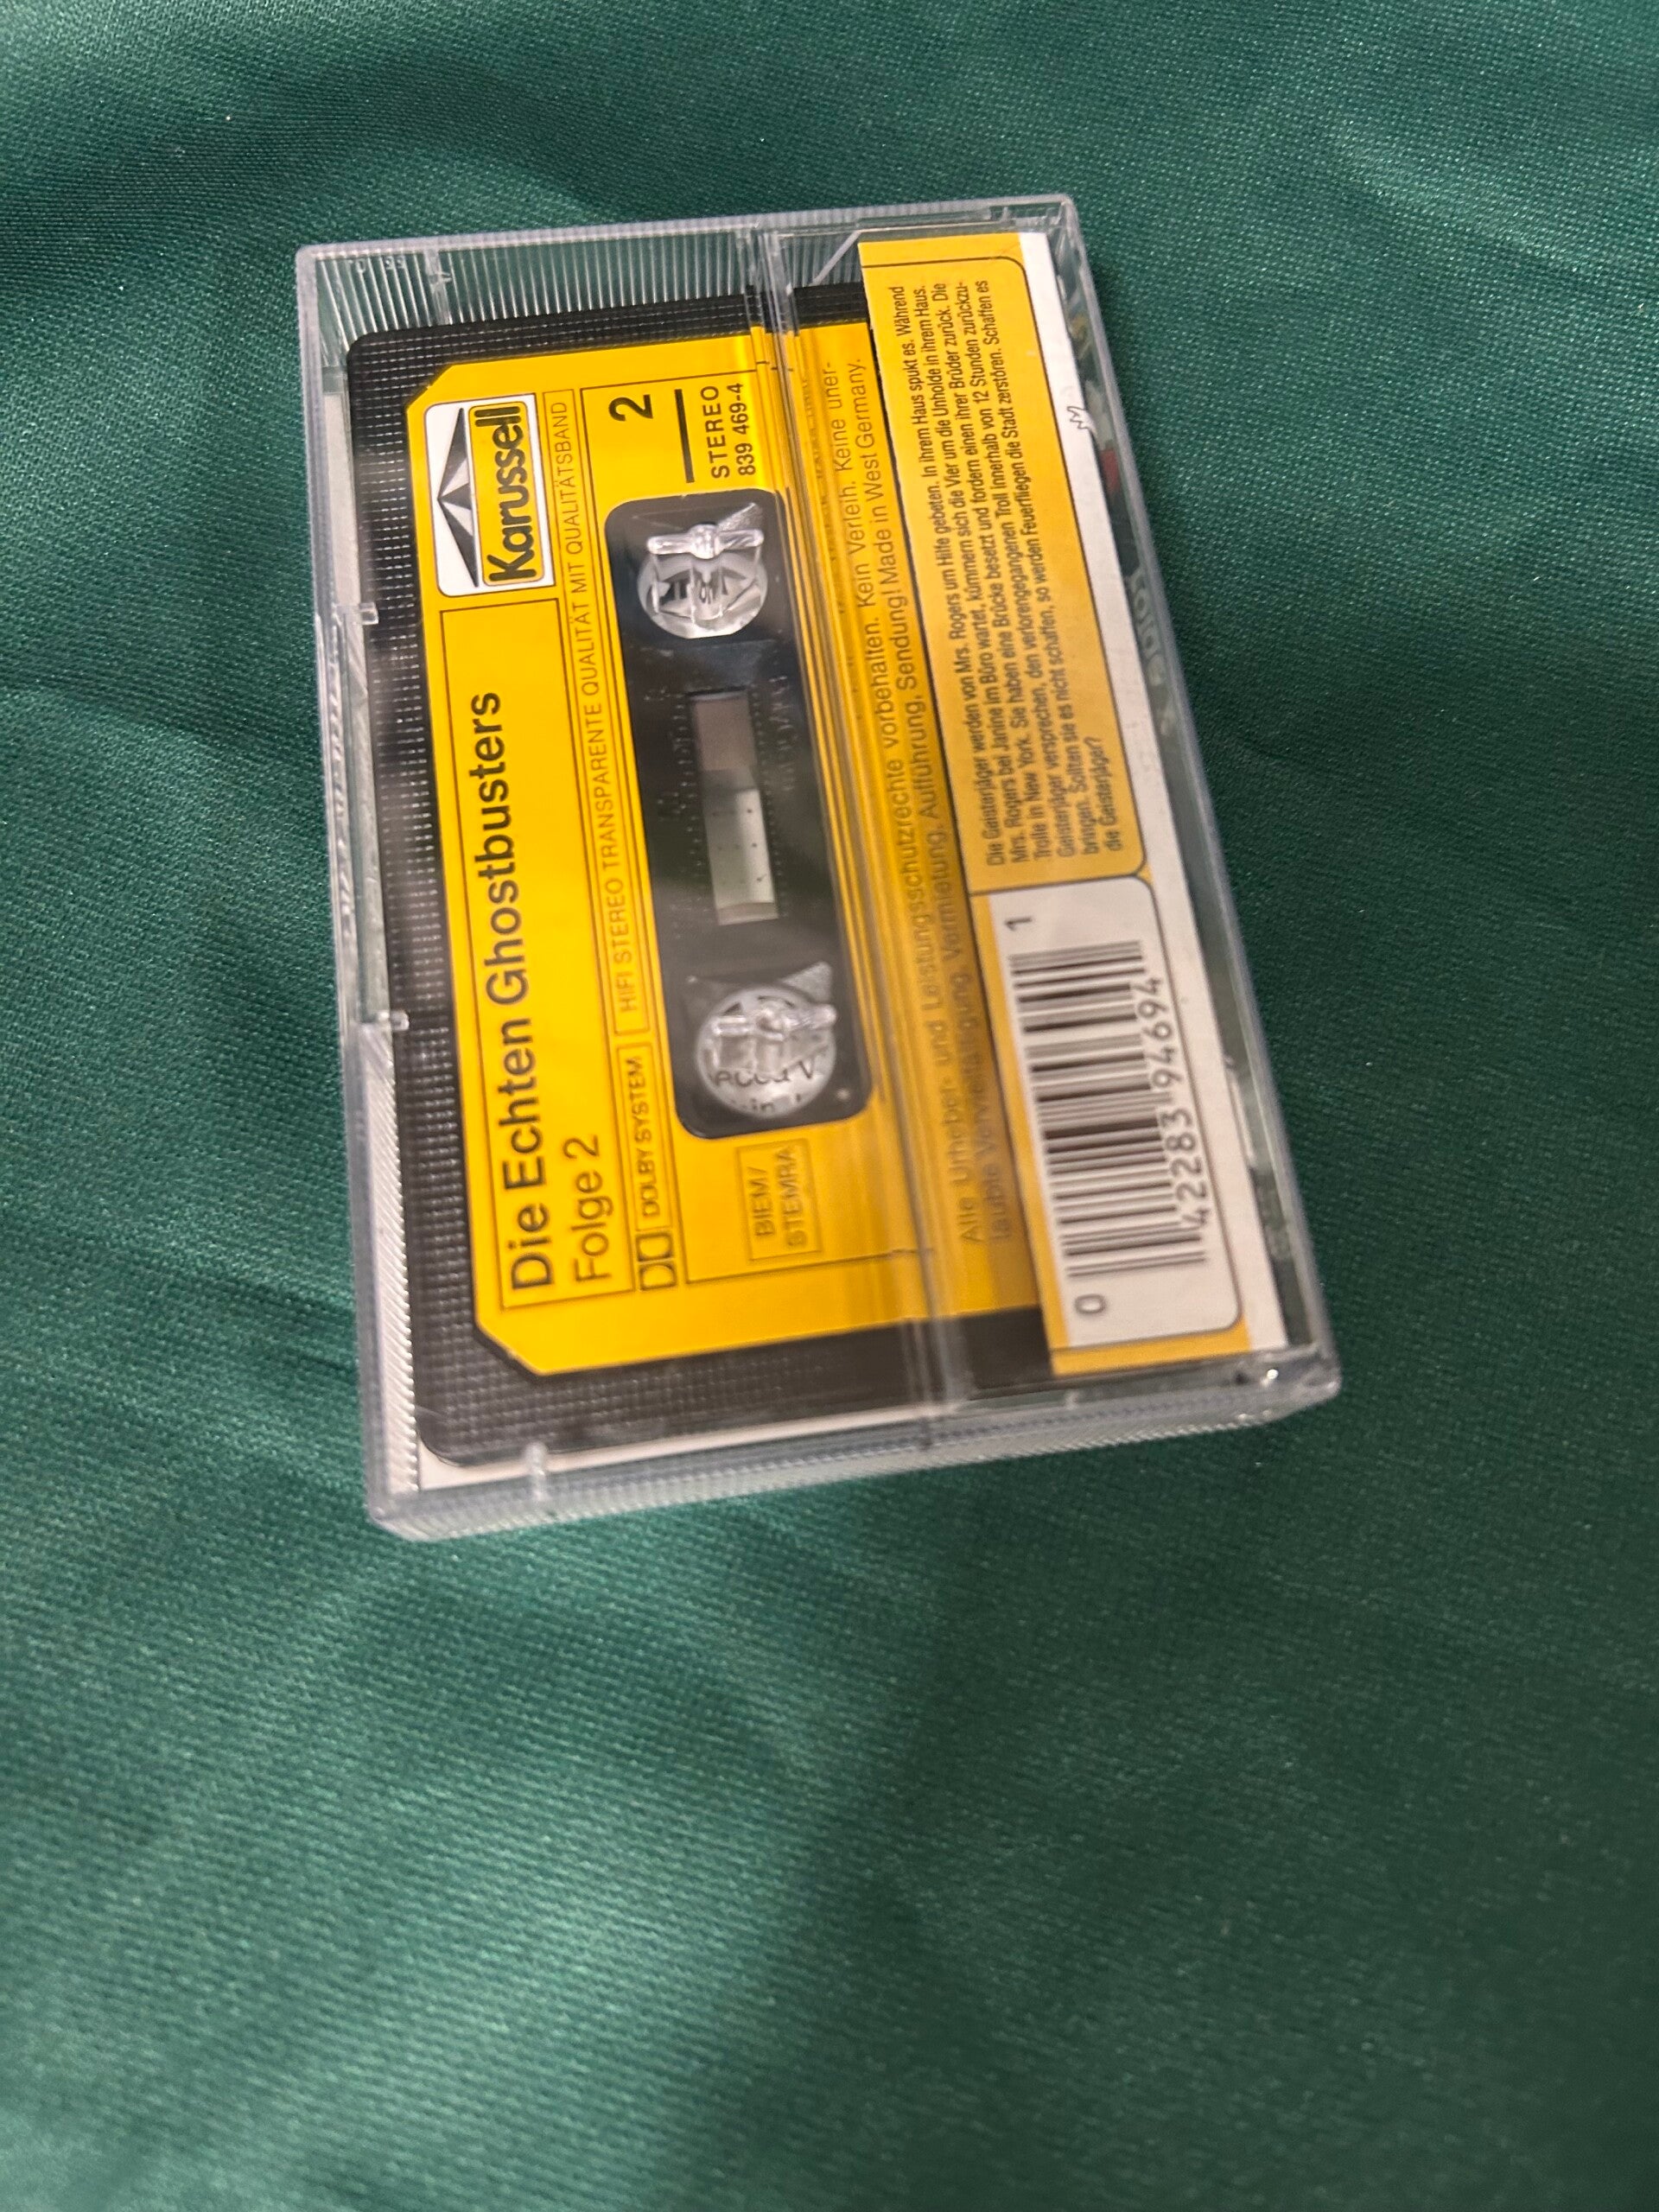 Karussell
Die Echten Ghostbusters
Folge 2
DOLBY SYSTEM
HIFI STEREO TRANSPARENTE QUALITÄT MIT QUALITÄTSBAND
2
STEREO
839 469-4
BIEM/
STEMRA
Alle Urheber- und Leistungsschutzrechte vorbehalten. Kein Verleih. Keine uner-
laubte Vervielfältigung, Vermietung, Aufführung, Sendung! Made in West Germany.
Die Geisterjäger werden von Mrs. Rogers um Hilfe gebeten. In ihrem Haus spukt es. Während
Mrs. Rogers bei Janine im Büro wartet, kümmern sich die Vier um die Unholde in ihrem Haus.
Trolle in New York. Sie haben eine Brücke besetzt und fordern einen ihrer Brüder zurück. Die
Geisterjäger versprechen, den verlorengegangenen Troll innerhalb von 12 Stunden zurückzu-
bringen. Sollten sie es nicht schaffen, so werden Feuerfliegen die Stadt zerstören. Schaffen es
die Geisterjäger?
0 42283 94694 1